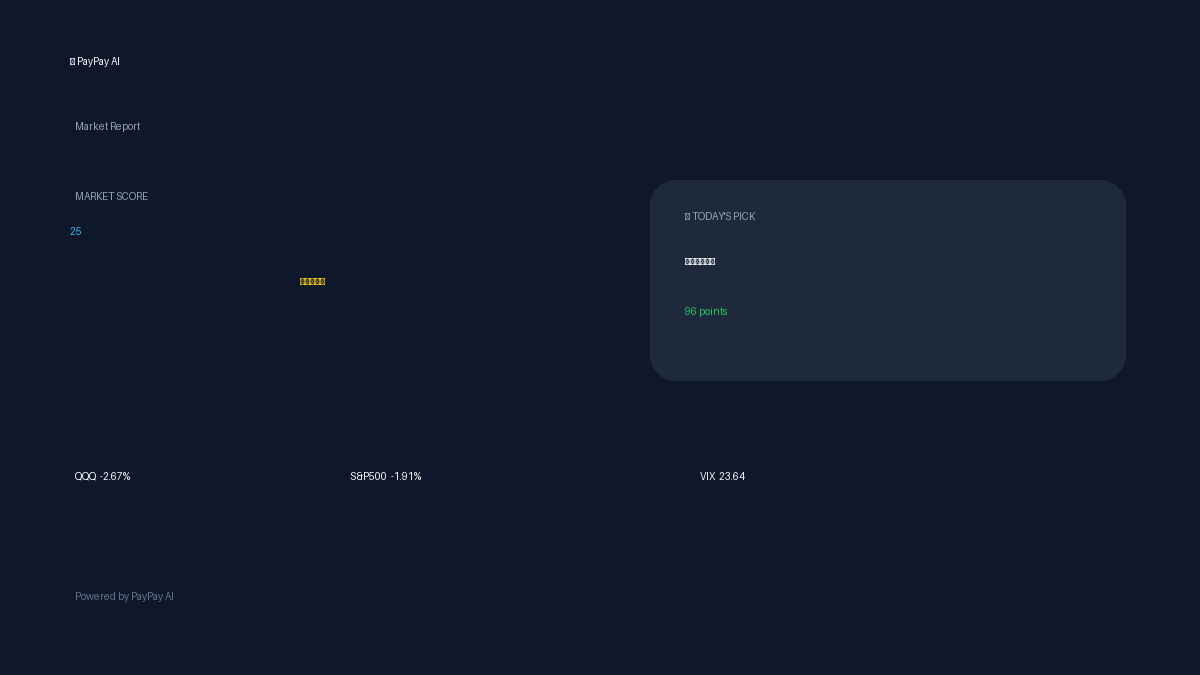 PayPay AI
Market Report
MARKET SCORE
25
TODAY'S PICK
96 points
QQQ -2.67%
S&P500 -1.91%
VIX 23.64
Powered by PayPay AI